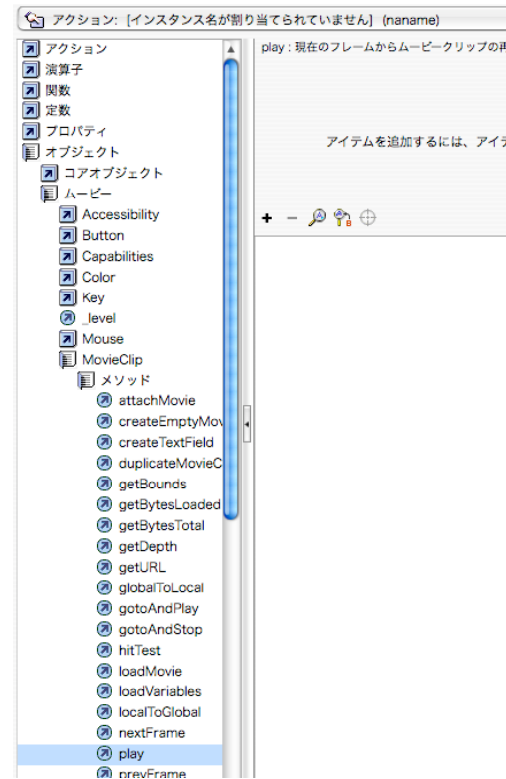 アクション: [インスタンス名が割り当てられていません] (naname)
アクション
演算子
関数
定数
プロパティ
オブジェクト
コアオブジェクト
ムービー
Accessibility
Button
Capabilities
Color
Key
_level
Mouse
MovieClip
メソッド
attachMovie
createEmptyMov
createTextField
duplicateMovieC
getBounds
getBytesLoaded
getBytesTotal
getDepth
getURL
globalToLocal
gotoAndPlay
gotoAndStop
hitTest
loadMovie
loadVariables
localToGlobal
nextFrame
play
prevFrame
play : 現在のフレームからムービークリップの再
アイテムを追加するには、アイテ